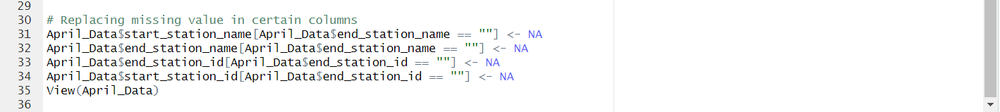 29
30 # Replacing missing value in certain columns
31 April_Data$start_station_name[April_Data$end_station_name == ""] <- NA
32 April_Data$end_station_name[April_Data$end_station_name == ""] <- NA
33 April_Data$end_station_id[April_Data$end_station_id == ""] <- NA
34 April_Data$start_station_id[April_Data$end_station_id == ""] <- NA
35 View(April_Data)
36